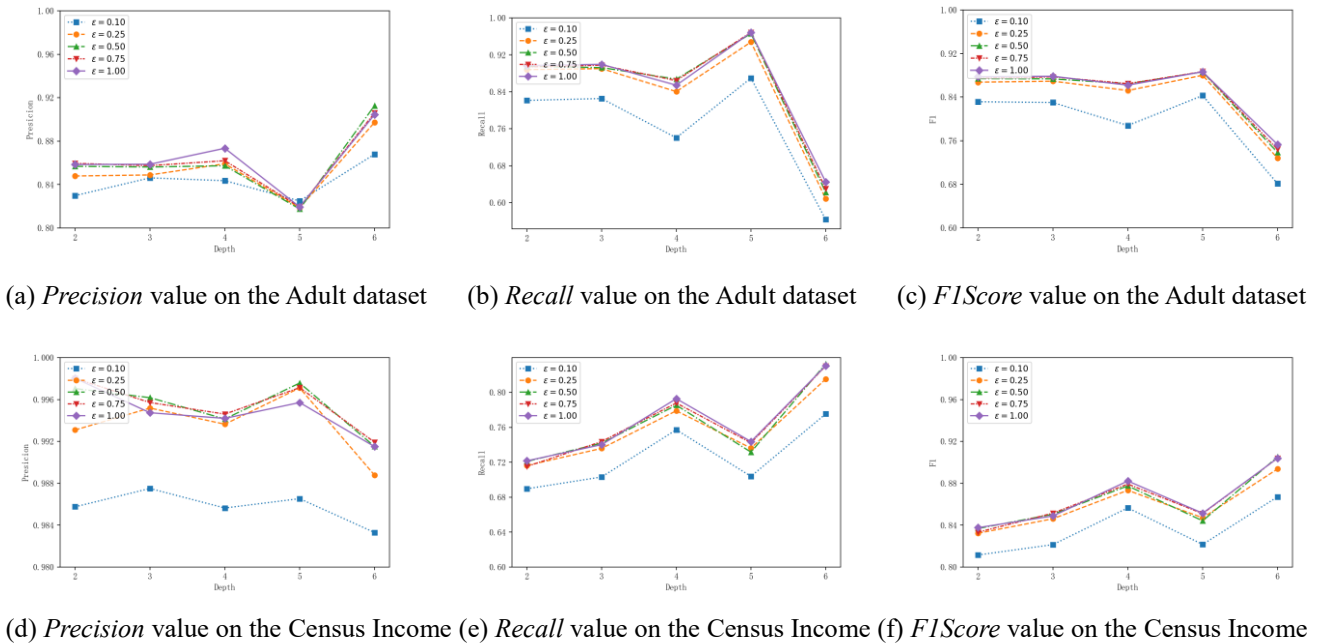 1.00
ε = 0.10
ε = 0.25
ε = 0.50
ε = 0.75
ε = 1.00
0.96
0.92
0.88
0.84
0.80
Presicion
2 3 4 5 6
Depth
1.00
ε = 0.10
ε = 0.25
ε = 0.50
ε = 0.75
ε = 1.00
0.92
0.84
0.76
0.68
0.60
Recall
2 3 4 5 6
Depth
1.00
ε = 0.10
ε = 0.25
ε = 0.50
ε = 0.75
ε = 1.00
0.92
0.84
0.76
0.68
0.60
F1
2 3 4 5 6
Depth
(a) Precision value on the Adult dataset
(b) Recall value on the Adult dataset
(c) F1Score value on the Adult dataset
1.000
ε = 0.10
ε = 0.25
ε = 0.50
ε = 0.75
ε = 1.00
0.996
0.992
0.988
0.984
0.980
Presicion
2 3 4 5 6
Depth
ε = 0.10
ε = 0.25
ε = 0.50
ε = 0.75
ε = 1.00
0.80
0.76
0.72
0.68
0.64
0.60
Recall
2 3 4 5 6
Depth
1.00
ε = 0.10
ε = 0.25
ε = 0.50
ε = 0.75
ε = 1.00
0.96
0.92
0.88
0.84
0.80
F1
2 3 4 5 6
Depth
(d) Precision value on the Census Income
(e) Recall value on the Census Income
(f) F1Score value on the Census Income